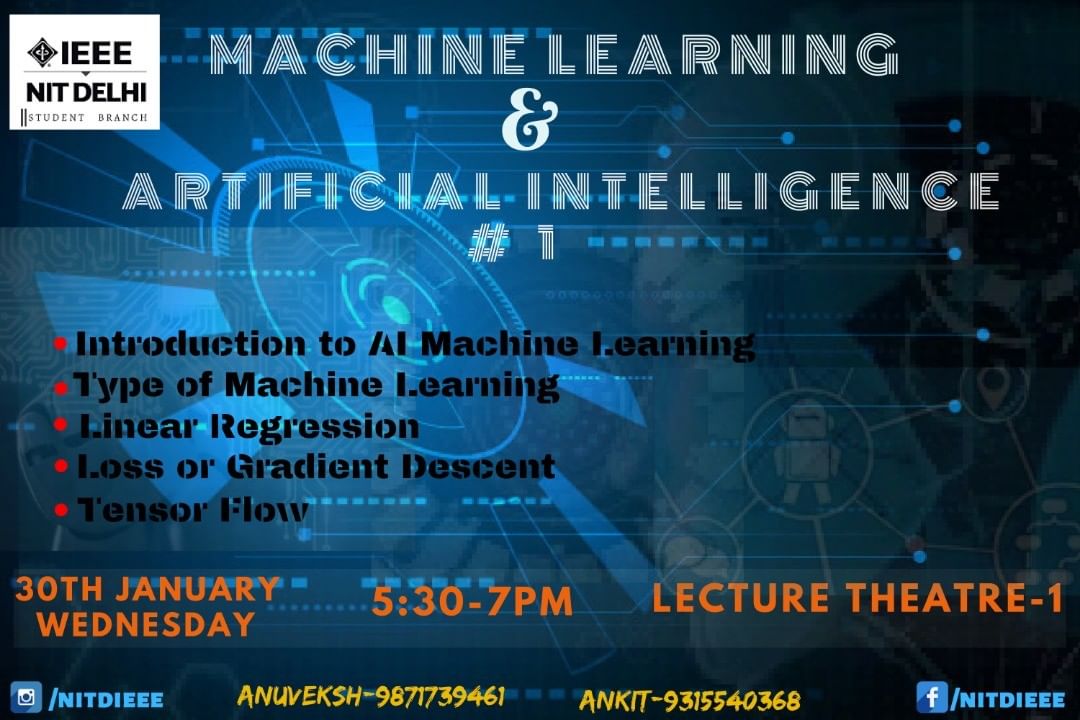 IEEE
NIT DELHI
STUDENT BRANCH
MACHINE LEARNING
&
ARTIFICIAL INTELLIGENCE
# 1
• Introduction to AI Machine Learning
• Type of Machine Learning
• Linear Regression
• Loss or Gradient Descent
• Tensor Flow
30TH JANUARY
WEDNESDAY
5:30-7PM
LECTURE THEATRE-1
/NITDIEEE
ANUVEKSH-9871739461
ANKIT-9315540368
/NITDIEEE